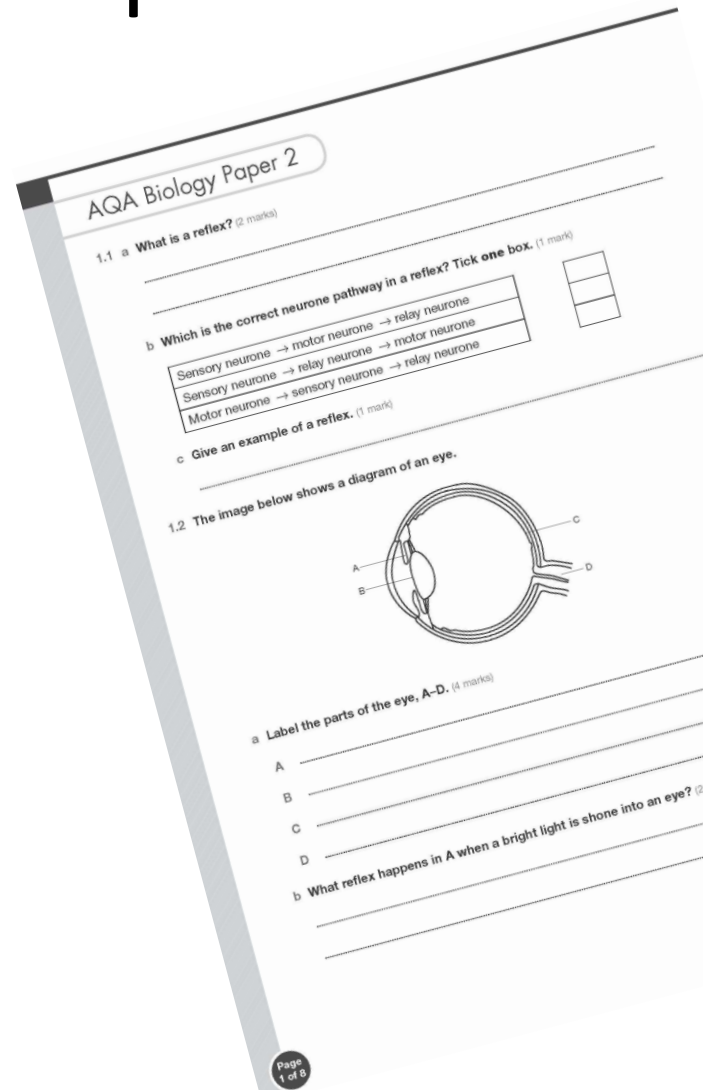 AQA Biology Paper 2
1.1 a What is a reflex? (2 marks)
b Which is the correct neurone pathway in a reflex? Tick one box. (1 mark)
Sensory neurone → motor neurone → relay neurone
Sensory neurone → relay neurone → motor neurone
Motor neurone → sensory neurone → relay neurone
c Give an example of a reflex. (1 mark)
1.2 The image below shows a diagram of an eye.
A
B
C
D
a Label the parts of the eye, A–D. (4 marks)
A
B
C
D
b What reflex happens in A when a bright light is shone into an eye? (2
Page
1 of 8